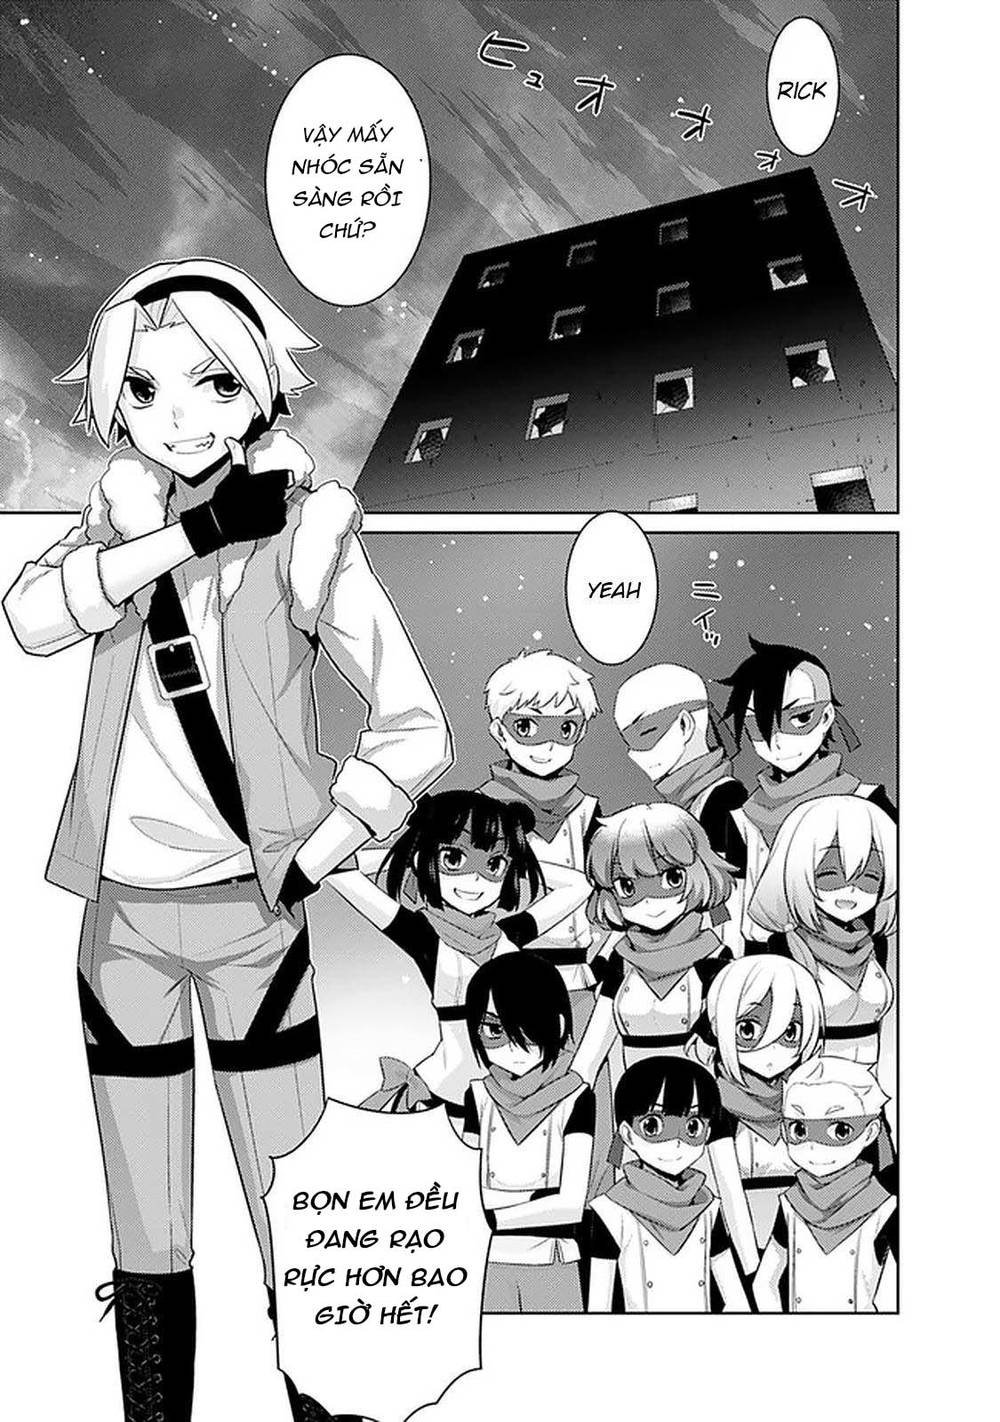 RICK
ヒュオオオオオ
VẬY MẤY
NHÓC SẴN
SÀNG RỒI
CHỨ?
YEAH
ニイッ
BỌN EM ĐỀU
ĐANG RẠO
RỰC HƠN BAO
GIỜ HẾT!